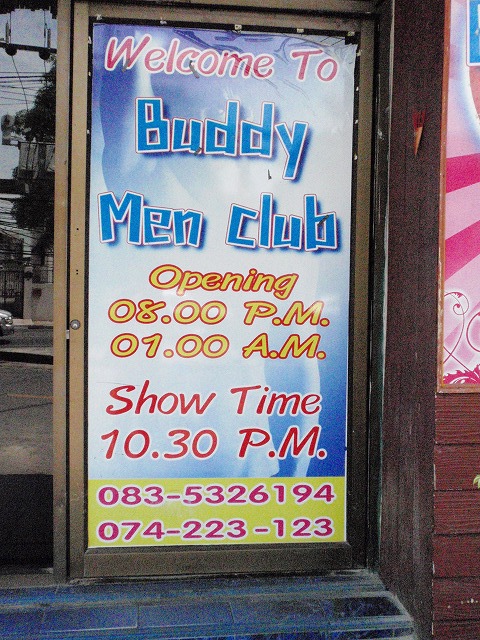 Welcome To
Buddy
Men Club
Opening
08.00 P.M.
01.00 A.M.
Show Time
10.30 P.M.
083-5326194
074-223-123